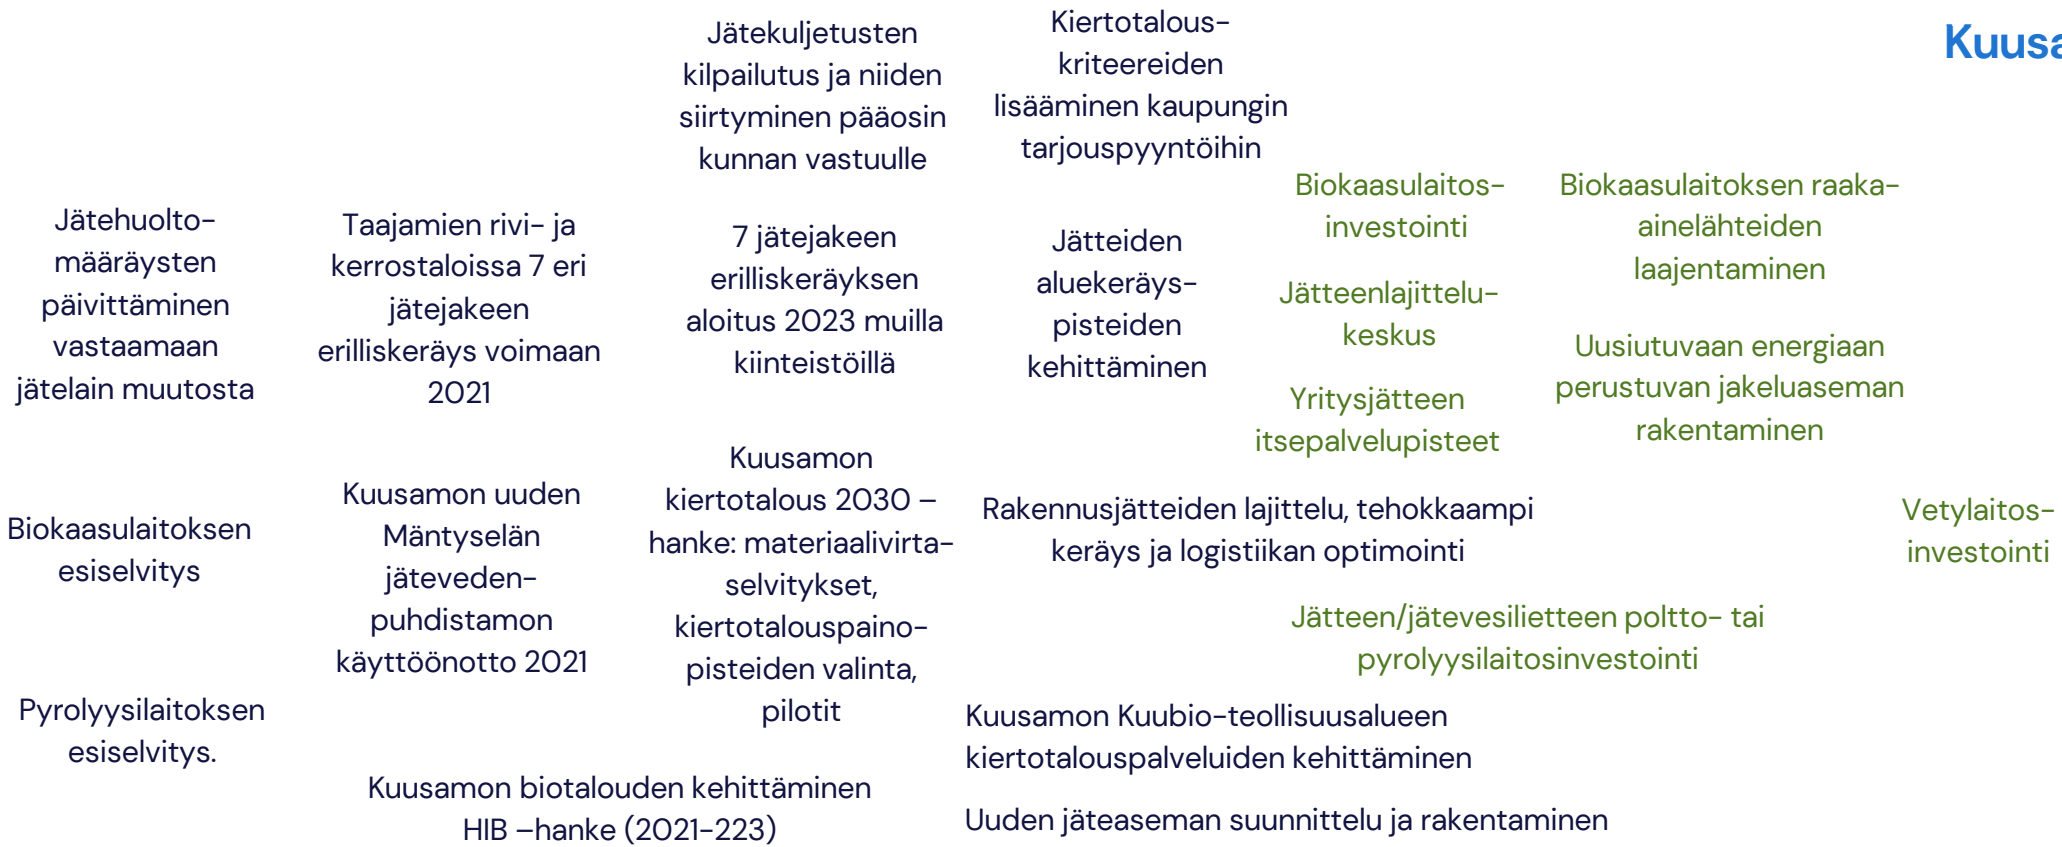 Jätekuljetusten
kilpailutus ja niiden
siirtyminen pääosin
kunnan vastuulle
Kiertotalous-
kriteereiden
lisääminen kaupungin
tarjouspyyntöihin
Kuusa
Jätehuolto-
määräysten
päivittäminen
vastaamaan
jätelain muutosta
Taajamien rivi- ja
kerrostaloissa 7 eri
jätejakeen
erilliskeräys voimaan
2021
7 jätejakeen
erilliskeräyksen
aloitus 2023 muilla
kiinteistöillä
Jätteiden
aluekeräys-
pisteiden
kehittäminen
Biokaasulaitos-
investointi
Jätteenlajittelu-
keskus
Yritysjätteen
itsepalvelupisteet
Biokaasulaitoksen raaka-
ainelähteiden
laajentaminen
Uusiutuvaan energiaan
perustuvan jakeluaseman
rakentaminen
Biokaasulaitoksen
esiselvitys
Kuusamon uuden
Mäntyselän
jäteveden-
puhdistamon
käyttöönotto 2021
Kuusamon
kiertotalous 2030 –
hanke: materiaalivirta-
selvitykset,
kiertotalouspaino-
pisteiden valinta,
pilotit
Rakennusjätteiden lajittelu, tehokkaampi
keräys ja logistiikan optimointi
Vetylaitos-
investointi
Jätteen/jätevesilietteen poltto- tai
pyrolyysilaitosinvestointi
Pyrolyysilaitoksen
esiselvitys.
Kuusamon biotalouden kehittäminen
HIB –hanke (2021-223)
Kuusamon Kuubio-teollisuusalueen
kiertotalouspalveluiden kehittäminen
Uuden jäteaseman suunnittelu ja rakentaminen